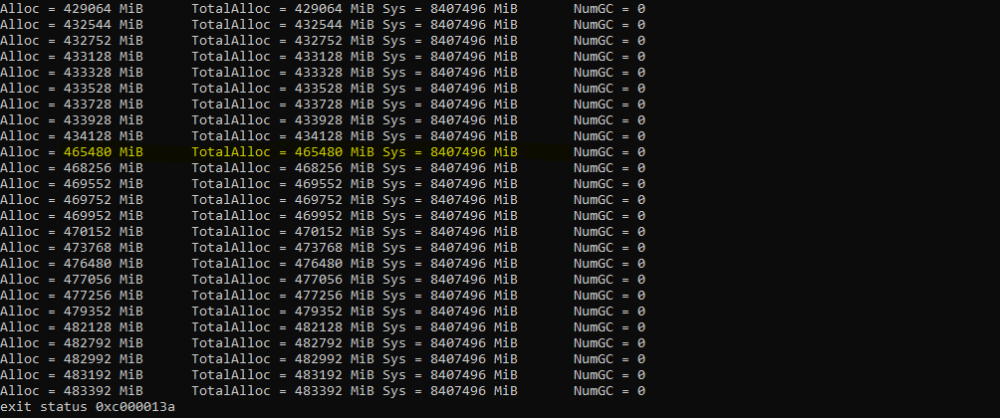 Alloc = 429064 MiB      TotalAlloc = 429064 MiB Sys = 8407496 MiB       NumGC = 0
Alloc = 432544 MiB      TotalAlloc = 432544 MiB Sys = 8407496 MiB       NumGC = 0
Alloc = 432752 MiB      TotalAlloc = 432752 MiB Sys = 8407496 MiB       NumGC = 0
Alloc = 433128 MiB      TotalAlloc = 433128 MiB Sys = 8407496 MiB       NumGC = 0
Alloc = 433328 MiB      TotalAlloc = 433328 MiB Sys = 8407496 MiB       NumGC = 0
Alloc = 433528 MiB      TotalAlloc = 433528 MiB Sys = 8407496 MiB       NumGC = 0
Alloc = 433728 MiB      TotalAlloc = 433728 MiB Sys = 8407496 MiB       NumGC = 0
Alloc = 433928 MiB      TotalAlloc = 433928 MiB Sys = 8407496 MiB       NumGC = 0
Alloc = 434128 MiB      TotalAlloc = 434128 MiB Sys = 8407496 MiB       NumGC = 0
Alloc = 465480 MiB      TotalAlloc = 465480 MiB Sys = 8407496 MiB       NumGC = 0
Alloc = 468256 MiB      TotalAlloc = 468256 MiB Sys = 8407496 MiB       NumGC = 0
Alloc = 469552 MiB      TotalAlloc = 469552 MiB Sys = 8407496 MiB       NumGC = 0
Alloc = 469752 MiB      TotalAlloc = 469752 MiB Sys = 8407496 MiB       NumGC = 0
Alloc = 469952 MiB      TotalAlloc = 469952 MiB Sys = 8407496 MiB       NumGC = 0
Alloc = 470152 MiB      TotalAlloc = 470152 MiB Sys = 8407496 MiB       NumGC = 0
Alloc = 473768 MiB      TotalAlloc = 473768 MiB Sys = 8407496 MiB       NumGC = 0
Alloc = 476480 MiB      TotalAlloc = 476480 MiB Sys = 8407496 MiB       NumGC = 0
Alloc = 477056 MiB      TotalAlloc = 477056 MiB Sys = 8407496 MiB       NumGC = 0
Alloc = 477256 MiB      TotalAlloc = 477256 MiB Sys = 8407496 MiB       NumGC = 0
Alloc = 479352 MiB      TotalAlloc = 479352 MiB Sys = 8407496 MiB       NumGC = 0
Alloc = 482128 MiB      TotalAlloc = 482128 MiB Sys = 8407496 MiB       NumGC = 0
Alloc = 482792 MiB      TotalAlloc = 482792 MiB Sys = 8407496 MiB       NumGC = 0
Alloc = 482992 MiB      TotalAlloc = 482992 MiB Sys = 8407496 MiB       NumGC = 0
Alloc = 483192 MiB      TotalAlloc = 483192 MiB Sys = 8407496 MiB       NumGC = 0
Alloc = 483392 MiB      TotalAlloc = 483392 MiB Sys = 8407496 MiB       NumGC = 0
exit status 0xc000013a